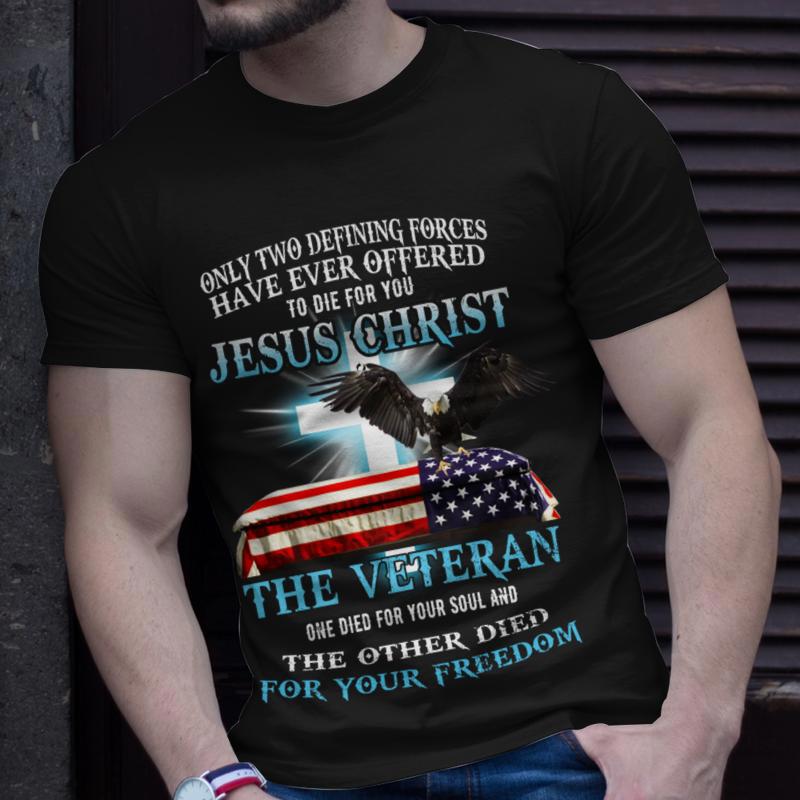 ONLY TWO DEFINING FORCES
HAVE EVER OFFERED
TO DIE FOR YOU
JESUS CHRIST
THE VETERAN
ONE DIED FOR YOUR SOUL AND
THE OTHER DIED
FOR YOUR FREEDOM